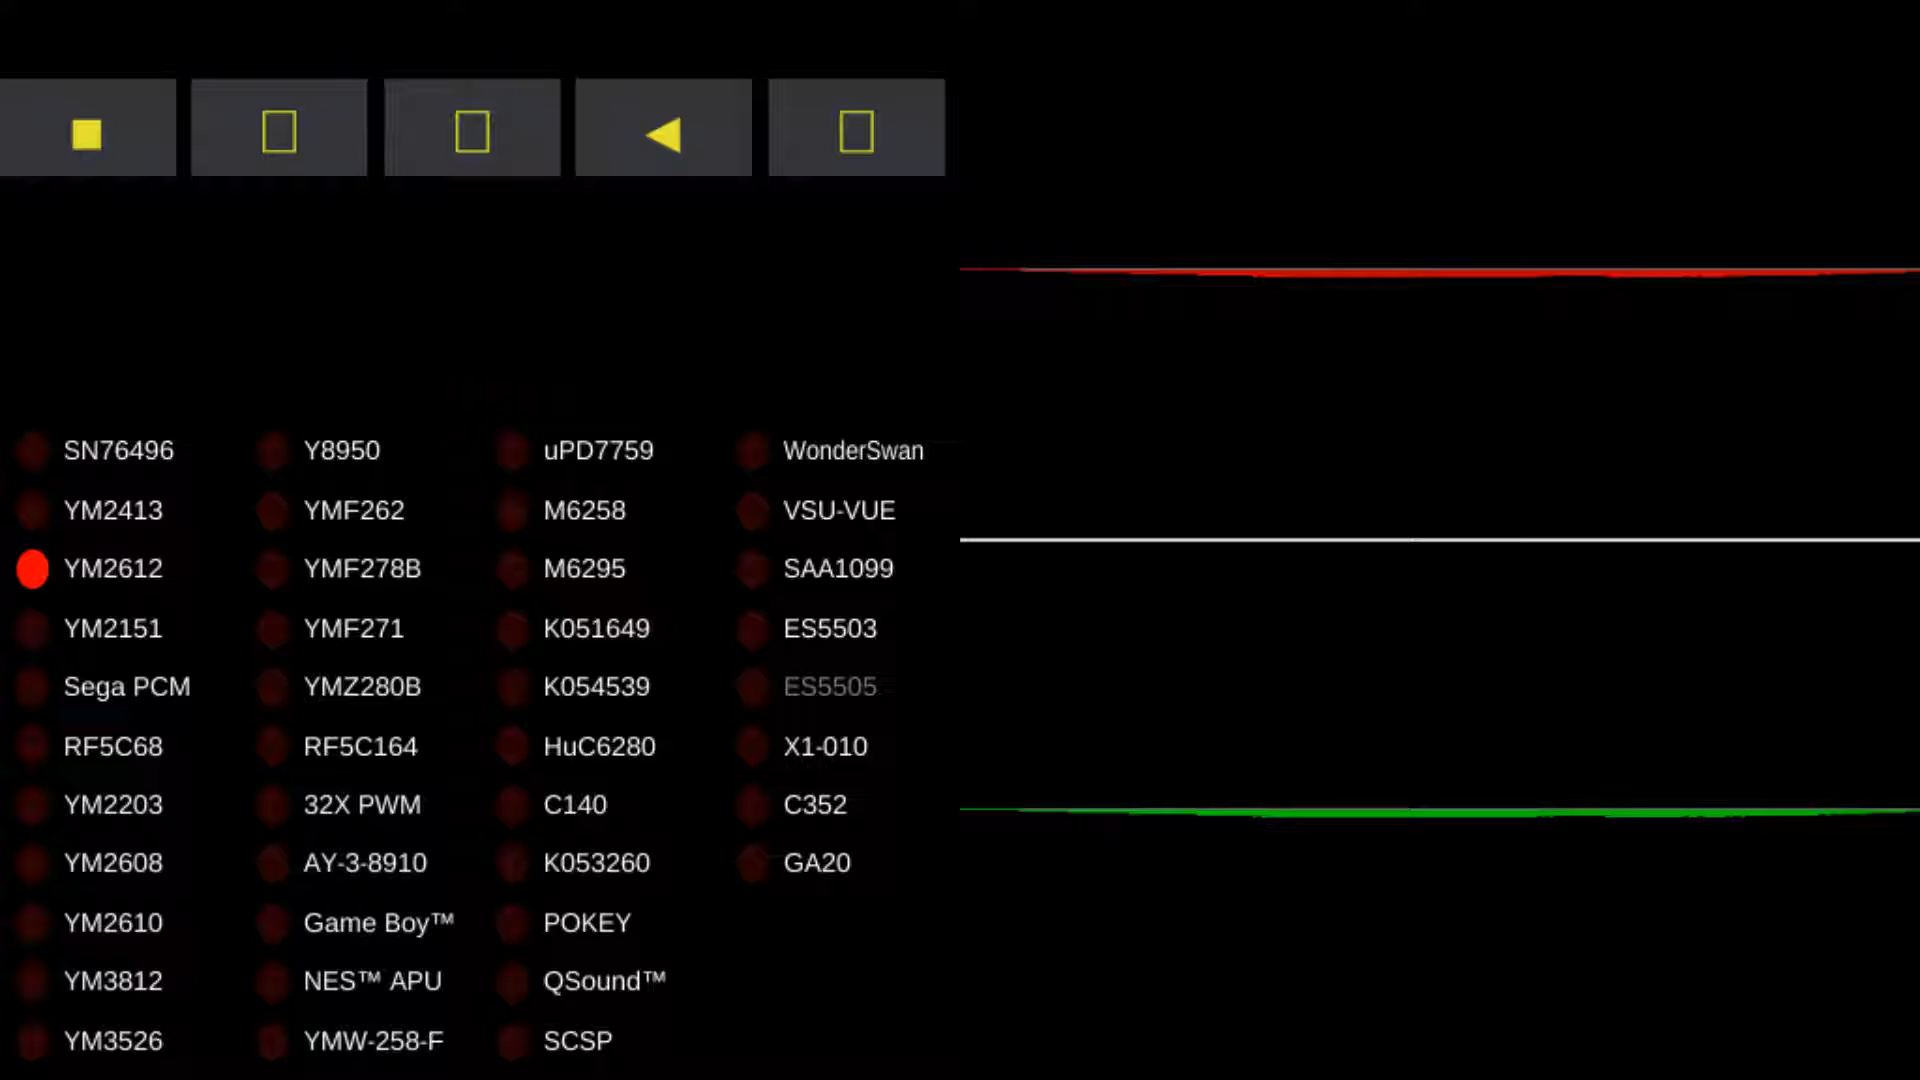 SN76496 Y8950 uPD7759 WonderSwan
YM2413 YMF262 M6258 VSU-VUE
YM2612 YMF278B M6295 SAA1099
YM2151 YMF271 K051649 ES5503
Sega PCM YMZ280B K054539 ES5505
RF5C68 RF5C164 HuC6280 X1-010
YM2203 32X PWM C140 C352
YM2608 AY-3-8910 K053260 GA20
YM2610 Game Boy™ POKEY
YM3812 NES™ APU QSound™
YM3526 YMW-258-F SCSP